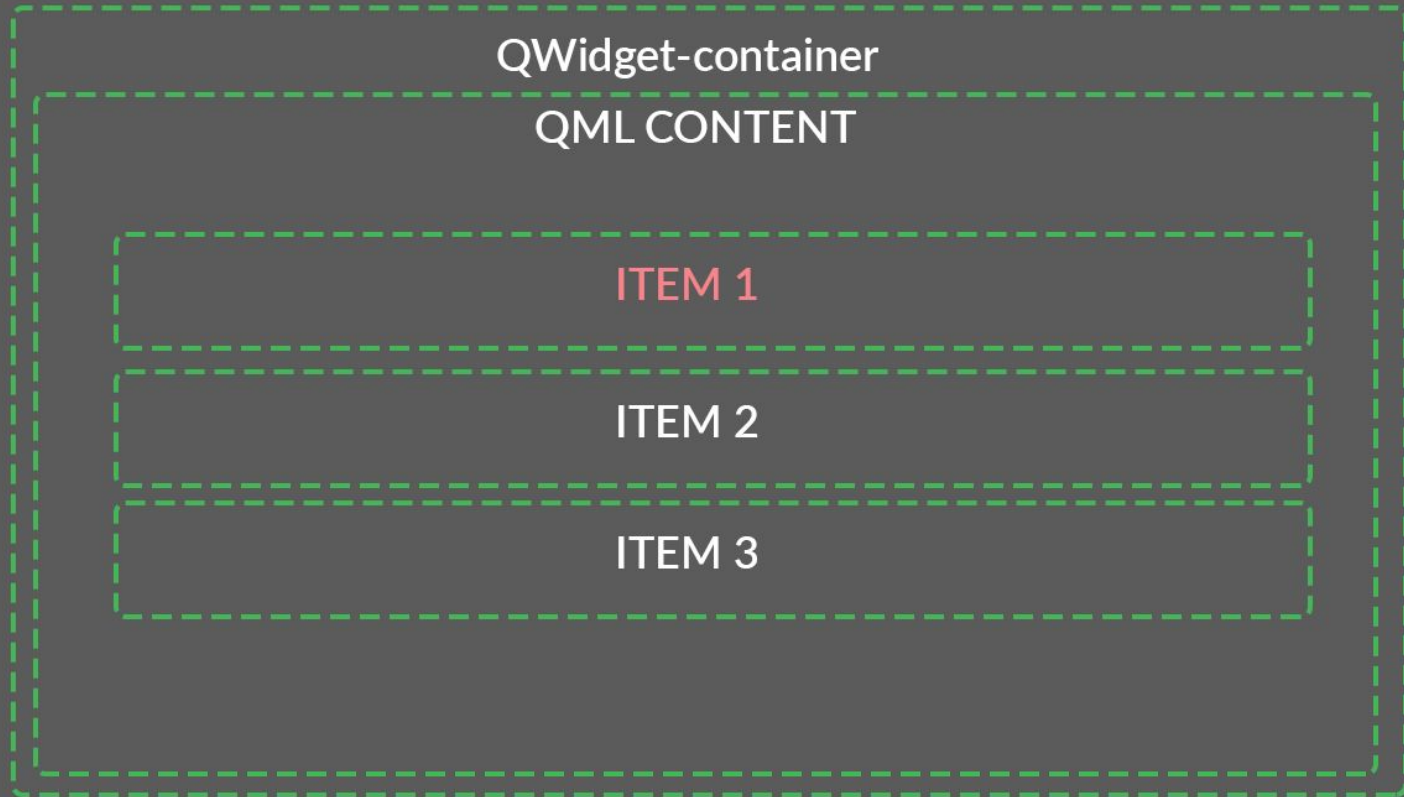 QWidget-container
QML CONTENT
ITEM 1
ITEM 2
ITEM 3